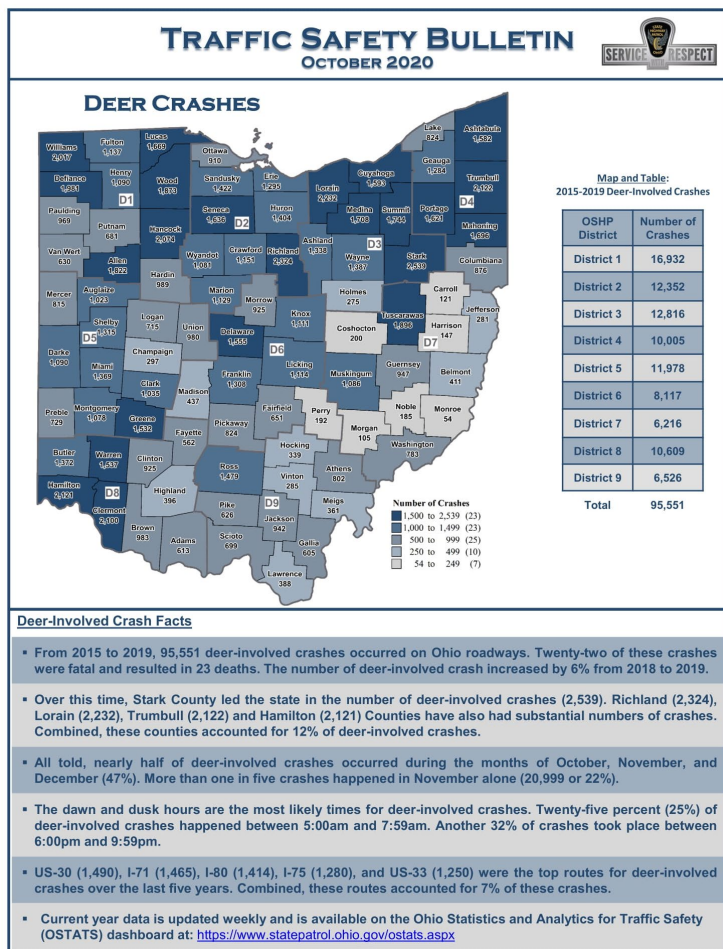 TRAFFIC SAFETY BULLETIN
OCTOBER 2020
SERVICE RESPECT
DEER CRASHES
Williams
2,017
Fulton
1,137
Lucas
1,669
Ottawa
910
Lake
824
Ashtabula
1,582
Geauga
1,284
Defiance
1,981
Henry
1,090
Wood
1,873
Sandusky
1,422
Erie
1,295
Lorain
2,232
Cuyahoga
1,593
Trumbull
2,122
D1
D4
Paulding
969
Putnam
681
Hancock
2,074
Seneca
1,636
D2
Huron
1,404
Medina
1,708
Summit
1,744
Portage
1,621
Mahoning
1,696
Van Wert
630
Allen
1,822
Wyandot
1,081
Crawford
1,151
Richland
2,324
Ashland
1,338
D3
Wayne
1,387
Stark
2,539
Columbiana
876
Mercer
815
Auglaize
1,023
Hardin
989
Marion
1,129
Morrow
925
Holmes
275
Carroll
121
Tuscarawas
1,896
Jefferson
281
Shelby
1,315
D5
Logan
715
Union
980
Delaware
1,555
Knox
1,111
Coshocton
200
Harrison
147
D7
Darke
1,090
Miami
1,369
Champaign
297
D6
Licking
1,114
Muskingum
1,086
Guernsey
947
Belmont
411
Clark
1,035
Madison
437
Franklin
1,308
Preble
729
Montgomery
1,078
Greene
1,532
Fayette
562
Pickaway
824
Fairfield
651
Perry
192
Morgan
105
Noble
185
Monroe
54
Butler
1,372
Warren
1,537
Clinton
925
Ross
1,479
Hocking
339
Athens
802
Washington
783
Hamilton
2,121
D8
Clermont
2,100
Highland
396
Vinton
285
Meigs
361
Brown
983
Adams
613
Pike
626
Scioto
699
D9
Jackson
942
Gallia
605
Lawrence
388
Number of Crashes
1,500 to 2,539 (23)
1,000 to 1,499 (23)
500 to 999 (25)
250 to 499 (10)
54 to 249 (7)
Map and Table:
2015-2019 Deer-Involved Crashes
OSHP District Number of Crashes
District 1 16,932
District 2 12,352
District 3 12,816
District 4 10,005
District 5 11,978
District 6 8,117
District 7 6,216
District 8 10,609
District 9 6,526
Total 95,551
Deer-Involved Crash Facts
▪ From 2015 to 2019, 95,551 deer-involved crashes occurred on Ohio roadways. Twenty-two of these crashes
were fatal and resulted in 23 deaths. The number of deer-involved crash increased by 6% from 2018 to 2019.
▪ Over this time, Stark County led the state in the number of deer-involved crashes (2,539). Richland (2,324),
Lorain (2,232), Trumbull (2,122) and Hamilton (2,121) Counties have also had substantial numbers of crashes.
Combined, these counties accounted for 12% of deer-involved crashes.
▪ All told, nearly half of deer-involved crashes occurred during the months of October, November, and
December (47%). More than one in five crashes happened in November alone (20,999 or 22%).
▪ The dawn and dusk hours are the most likely times for deer-involved crashes. Twenty-five percent (25%) of
deer-involved crashes happened between 5:00am and 7:59am. Another 32% of crashes took place between
6:00pm and 9:59pm.
▪ US-30 (1,490), I-71 (1,465), I-80 (1,414), I-75 (1,280), and US-33 (1,250) were the top routes for deer-involved
crashes over the last five years. Combined, these routes accounted for 7% of these crashes.
▪ Current year data is updated weekly and is available on the Ohio Statistics and Analytics for Traffic Safety
(OSTATS) dashboard at: https://www.statepatrol.ohio.gov/ostats.aspx